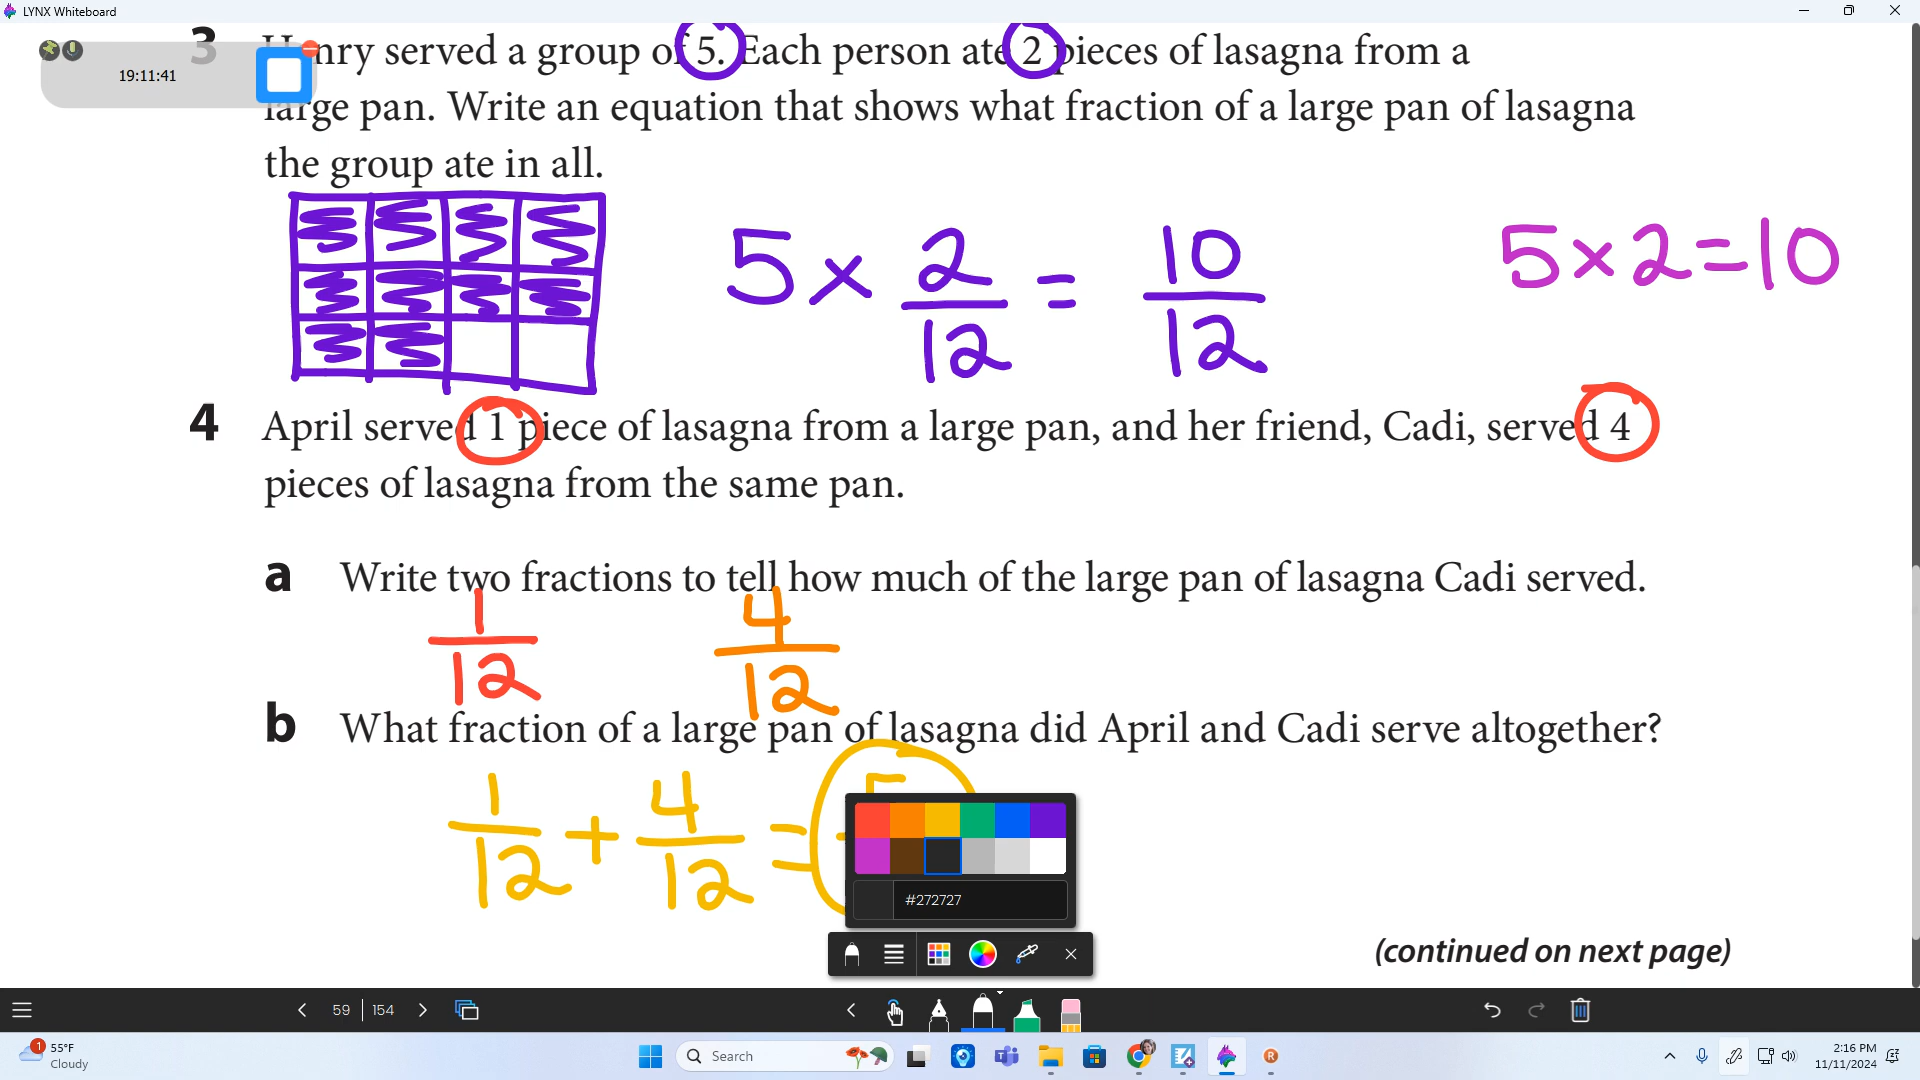 LYNX Whiteboard
3 Henry served a group of 5. Each person ate 2 pieces of lasagna from a
19:11:41
large pan. Write an equation that shows what fraction of a large pan of lasagna
the group ate in all.
5 × 2/12 = 10/12
5×2=10
4 April served 1 piece of lasagna from a large pan, and her friend, Cadi, served 4
pieces of lasagna from the same pan.
a Write two fractions to tell how much of the large pan of lasagna Cadi served.
1/12 4/12
b What fraction of a large pan of lasagna did April and Cadi serve altogether?
1/12 + 4/12 = 5
#272727
(continued on next page)
59 154
1 55°F
Cloudy
Search
2:16 PM
11/11/2024